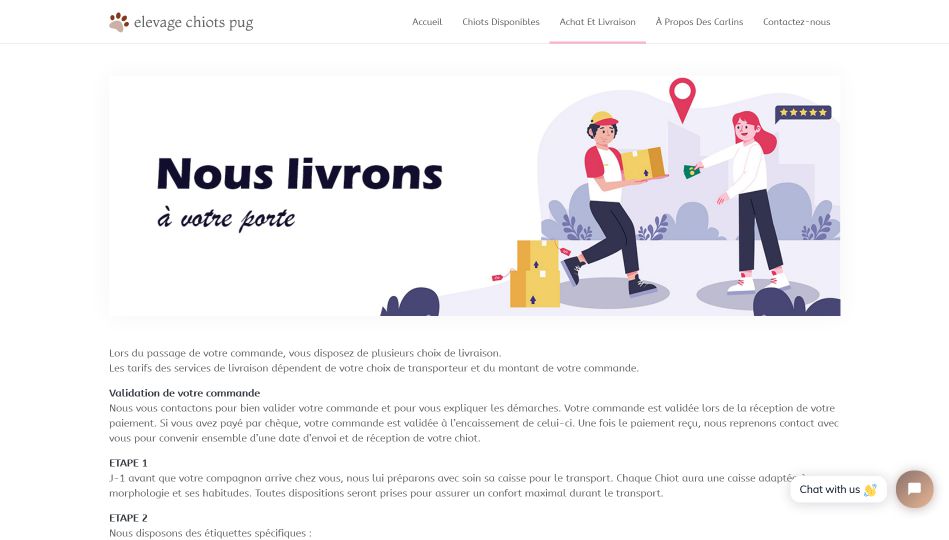 elevage chiots pug
Accueil
Chiots Disponibles
Achat Et Livraison
À Propos Des Carlins
Contactez-nous
Nous livrons
à votre porte
Lors du passage de votre commande, vous disposez de plusieurs choix de livraison.
Les tarifs des services de livraison dépendent de votre choix de transporteur et du montant de votre commande.
Validation de votre commande
Nous vous contactons pour bien valider votre commande et pour vous expliquer les démarches. Votre commande est validée lors de la réception de votre
paiement. Si vous avez payé par chèque, votre commande est validée à l'encaissement de celui-ci. Une fois le paiement reçu, nous reprenons contact avec
vous pour convenir ensemble d'une date d'envoi et de réception de votre chiot.
ETAPE 1
J-1 avant que votre compagnon arrive chez vous, nous lui préparons avec soin sa caisse pour le transport. Chaque Chiot aura une caisse adaptée
morphologie et ses habitudes. Toutes dispositions seront prises pour assurer un confort maximal durant le transport.
Chat with us 👋
ETAPE 2
Nous disposons des étiquettes spécifiques :